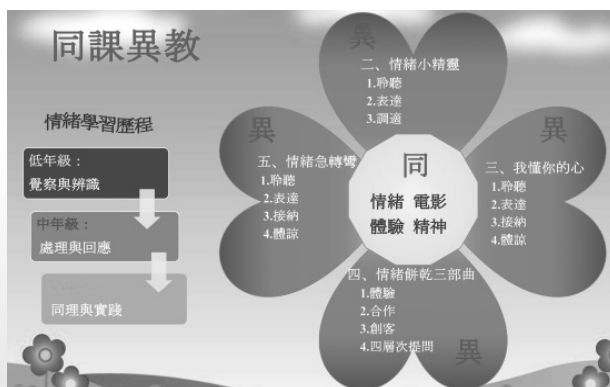 同課異教
情緒學習歷程
低年級：
覺察與辨識
中年級：
處理與回應
同理與實踐
異
二、情緒小精靈
1.聆聽
2.表達
3.調適
異
五、情緒急轉彎
1.聆聽
2.表達
3.接納
4.體諒
同
情緒 電影
體驗 精神
異
三、我懂你的心
1.聆聽
2.表達
3.接納
4.體諒
四、情緒餅乾三部曲
1.體驗
2.合作
3.創客
4.四層次提問
異